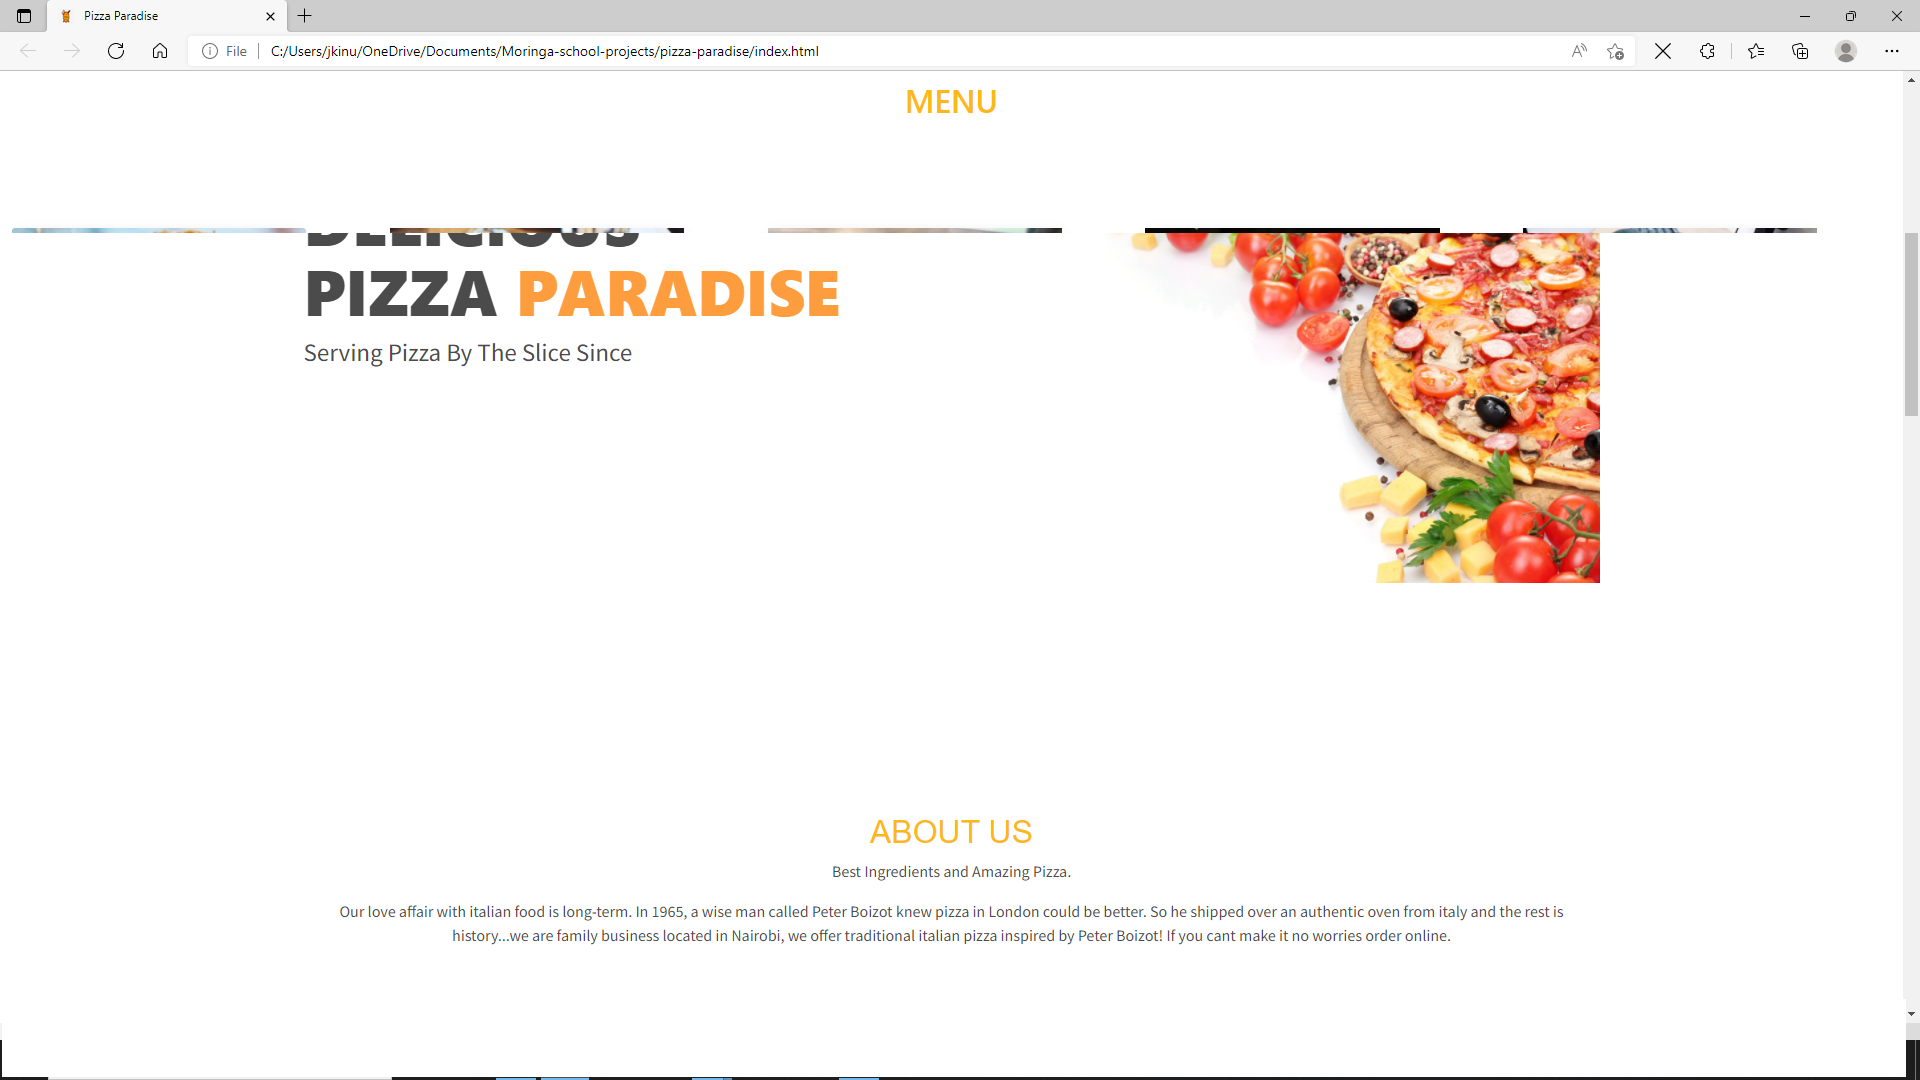 Pizza Paradise
File
C:/Users/jkinu/OneDrive/Documents/Moringa-school-projects/pizza-paradise/index.html
MENU
DELICIOUS
PIZZA PARADISE
Serving Pizza By The Slice Since
ABOUT US
Best Ingredients and Amazing Pizza.
Our love affair with italian food is long-term. In 1965, a wise man called Peter Boizot knew pizza in London could be better. So he shipped over an authentic oven from italy and the rest is
history...we are family business located in Nairobi, we offer traditional italian pizza inspired by Peter Boizot! If you cant make it no worries order online.